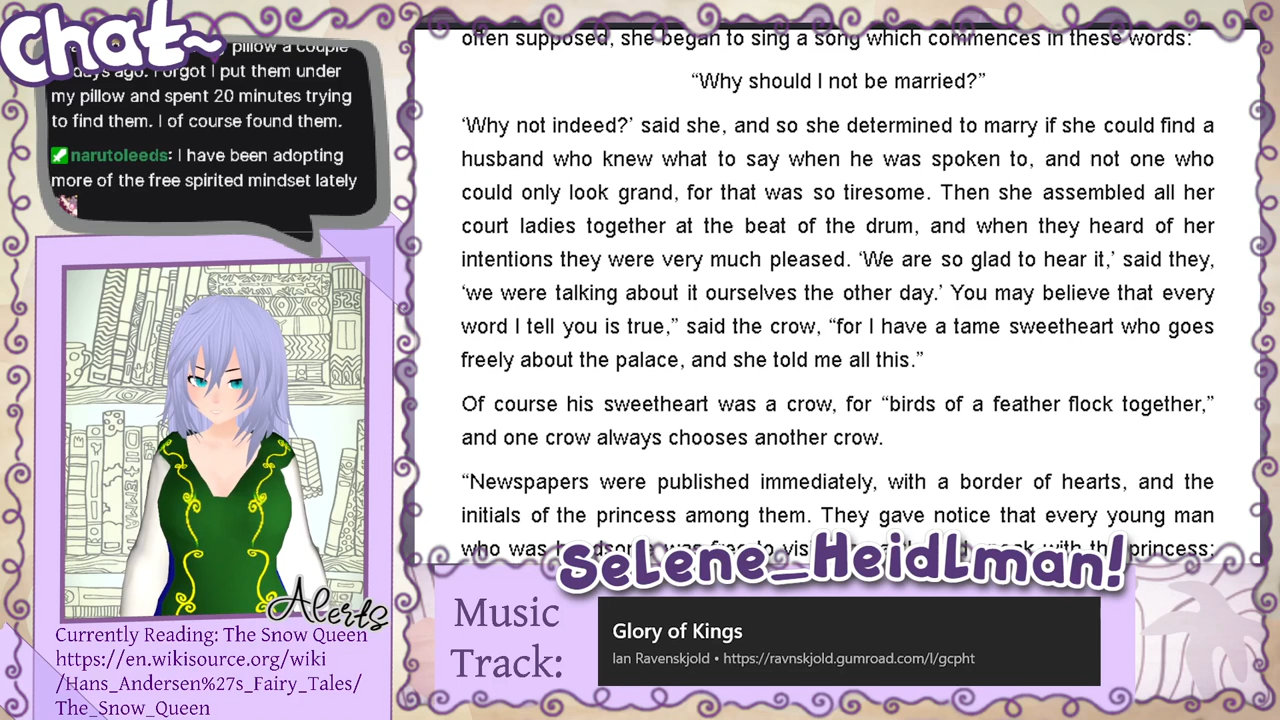 Chat~
pillow a couple
days ago. Forgot I put them under
my pillow and spent 20 minutes trying
to find them. I of course found them.
narutoleeds: I have been adopting
more of the free spirited mindset lately
often supposed, she began to sing a song which commences in these words:
“Why should I not be married?”
‘Why not indeed?’ said she, and so she determined to marry if she could find a
husband who knew what to say when he was spoken to, and not one who
could only look grand, for that was so tiresome. Then she assembled all her
court ladies together at the beat of the drum, and when they heard of her
intentions they were very much pleased. ‘We are so glad to hear it,’ said they,
‘we were talking about it ourselves the other day.’ You may believe that every
word I tell you is true,” said the crow, “for I have a tame sweetheart who goes
freely about the palace, and she told me all this.”
Of course his sweetheart was a crow, for “birds of a feather flock together,”
and one crow always chooses another crow.
“Newspapers were published immediately, with a border of hearts, and the
initials of the princess among them. They gave notice that every young man
who was handsome was free to the princess;
Selene_Heidlman!
Alerts
Currently Reading: The Snow Queen
https://en.wikisource.org/wiki
/Hans_Andersen%27s_Fairy_Tales/
The_Snow_Queen
Music
Track:
Glory of Kings
Ian Ravenskjold • https://ravnskjold.gumroad.com/l/gcpht